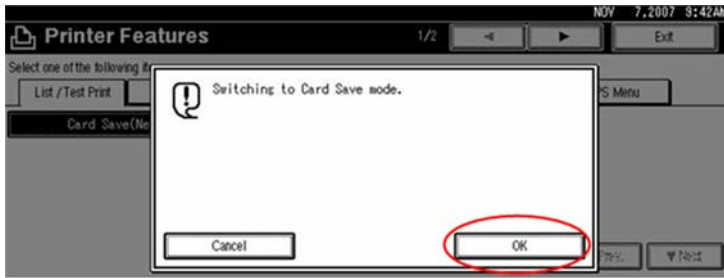 NOV 7,2007 9:42AM
Printer Features 1/2 ◄ ► Exit
Select one of the following
List / Test Print PS Menu
Switching to Card Save mode.
Card Save(Ne
Cancel OK
Prev. ▼ Next